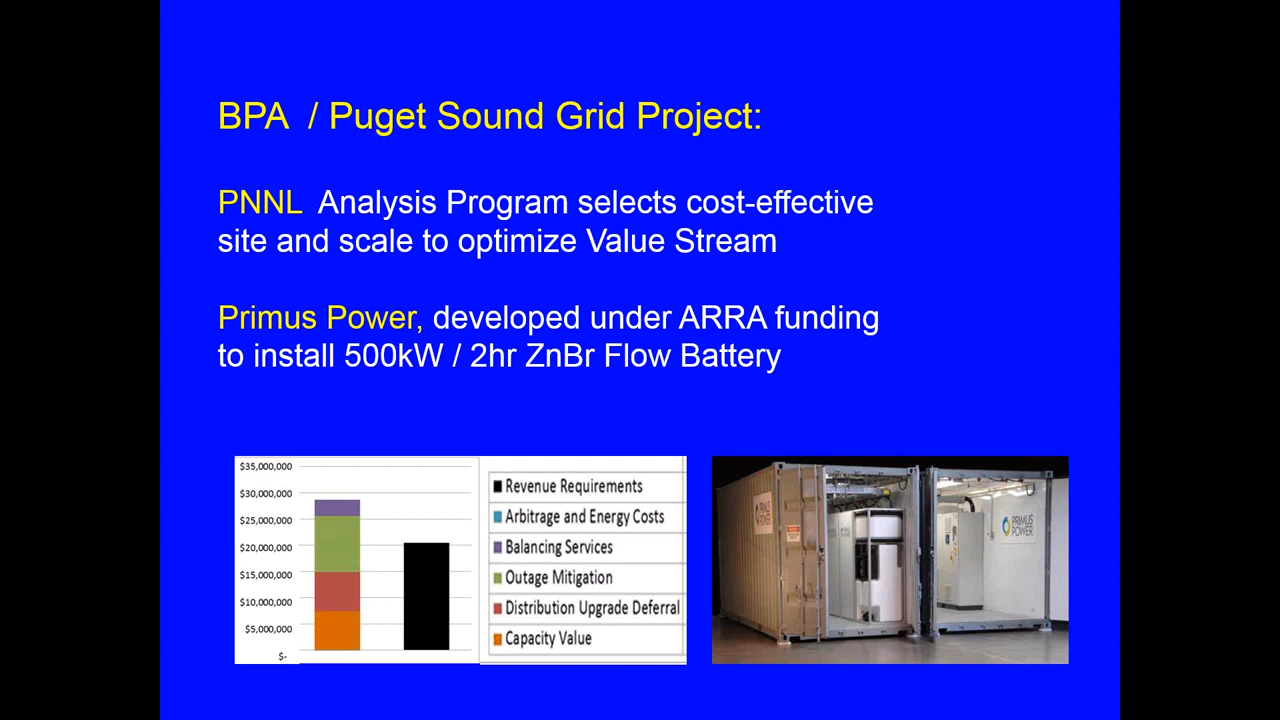 BPA / Puget Sound Grid Project:
PNNL Analysis Program selects cost-effective
site and scale to optimize Value Stream
Primus Power, developed under ARRA funding
to install 500kW / 2hr ZnBr Flow Battery
$35,000,000
$30,000,000
$25,000,000
$20,000,000
$15,000,000
$10,000,000
$5,000,000
$-
Revenue Requirements
Arbitrage and Energy Costs
Balancing Services
Outage Mitigation
Distribution Upgrade Deferral
Capacity Value
PRIMUS
POWER
PRIMUS
POWER